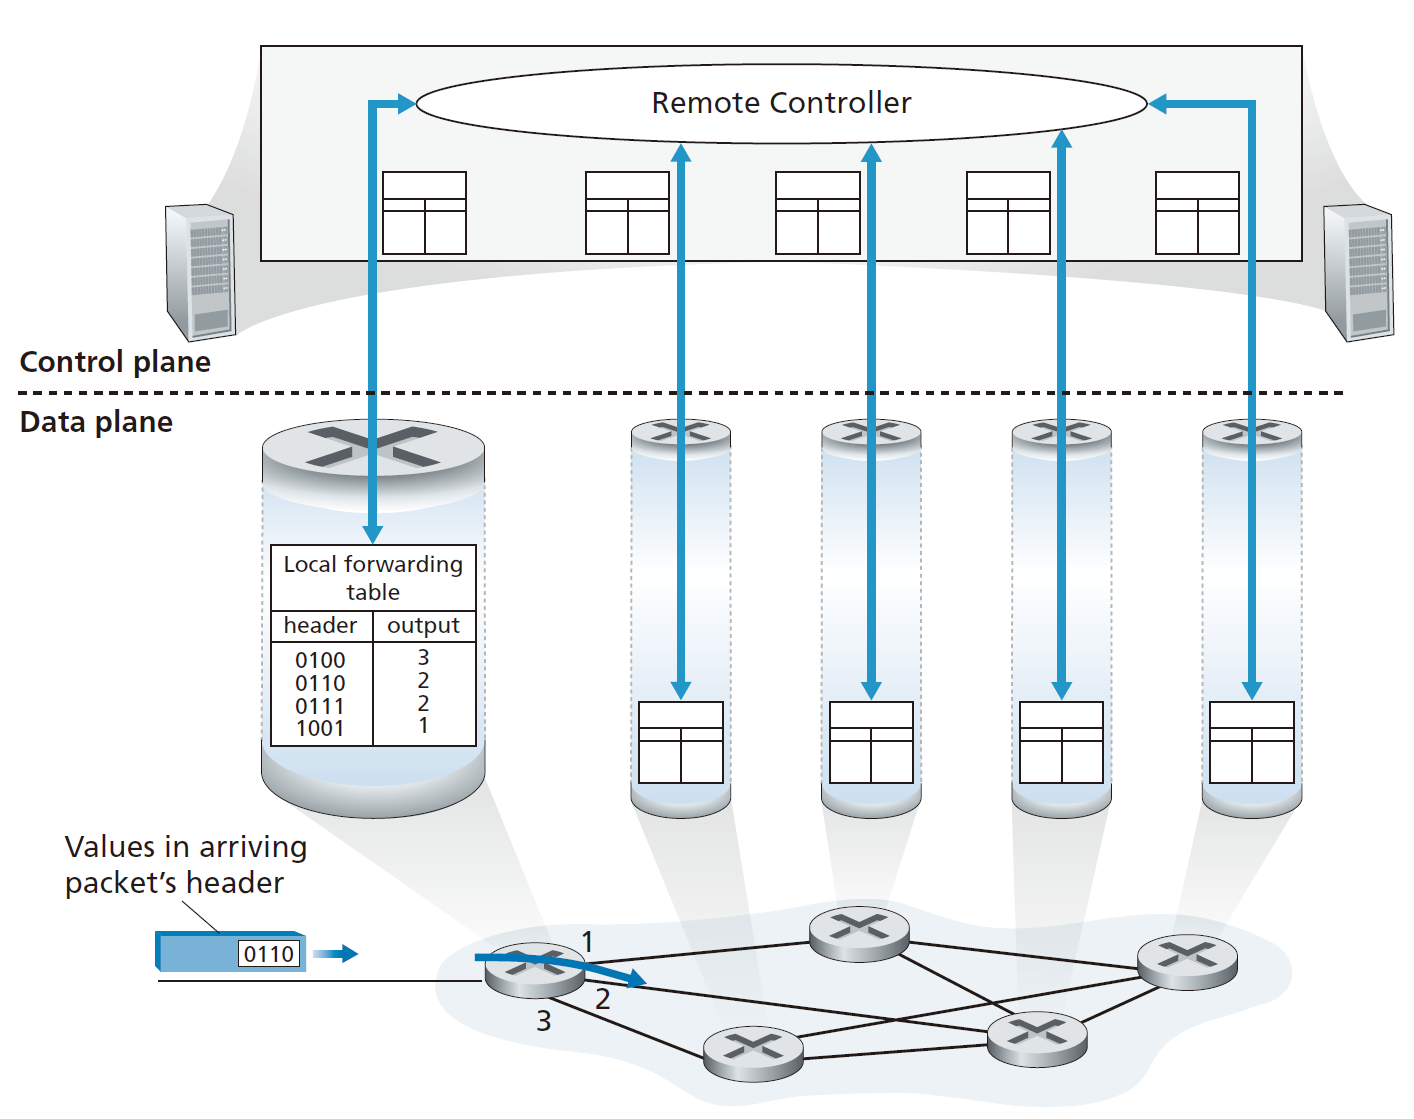 Remote Controller
Control plane
Data plane
Local forwarding
table
header output
0100 3
0110 2
0111 2
1001 1
Values in arriving
packet’s header
0110
1
2
3